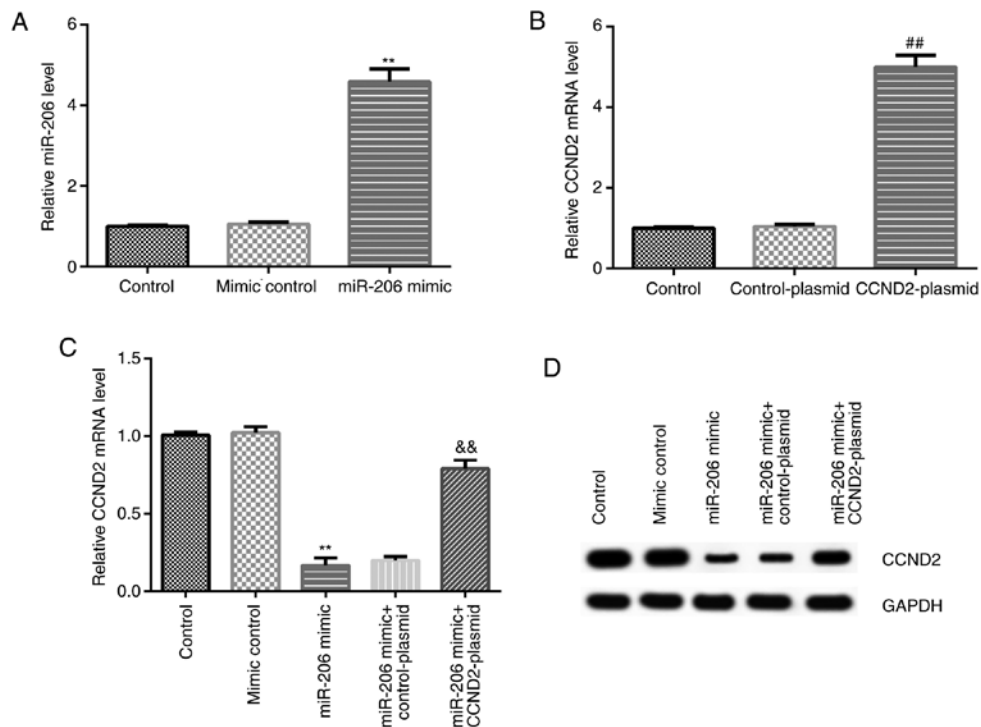 A
Relative miR-206 level
6
4
2
0
**
Control
Mimic control
miR-206 mimic
B
Relative CCND2 mRNA level
6
4
2
0
##
Control
Control-plasmid
CCND2-plasmid
C
Relative CCND2 mRNA level
1.5
1.0
0.5
0.0
**
&&
Control
Mimic control
miR-206 mimic
miR-206 mimic+
control-plasmid
miR-206 mimic+
CCND2-plasmid
D
Control
Mimic control
miR-206 mimic
miR-206 mimic+
control-plasmid
miR-206 mimic+
CCND2-plasmid
CCND2
GAPDH